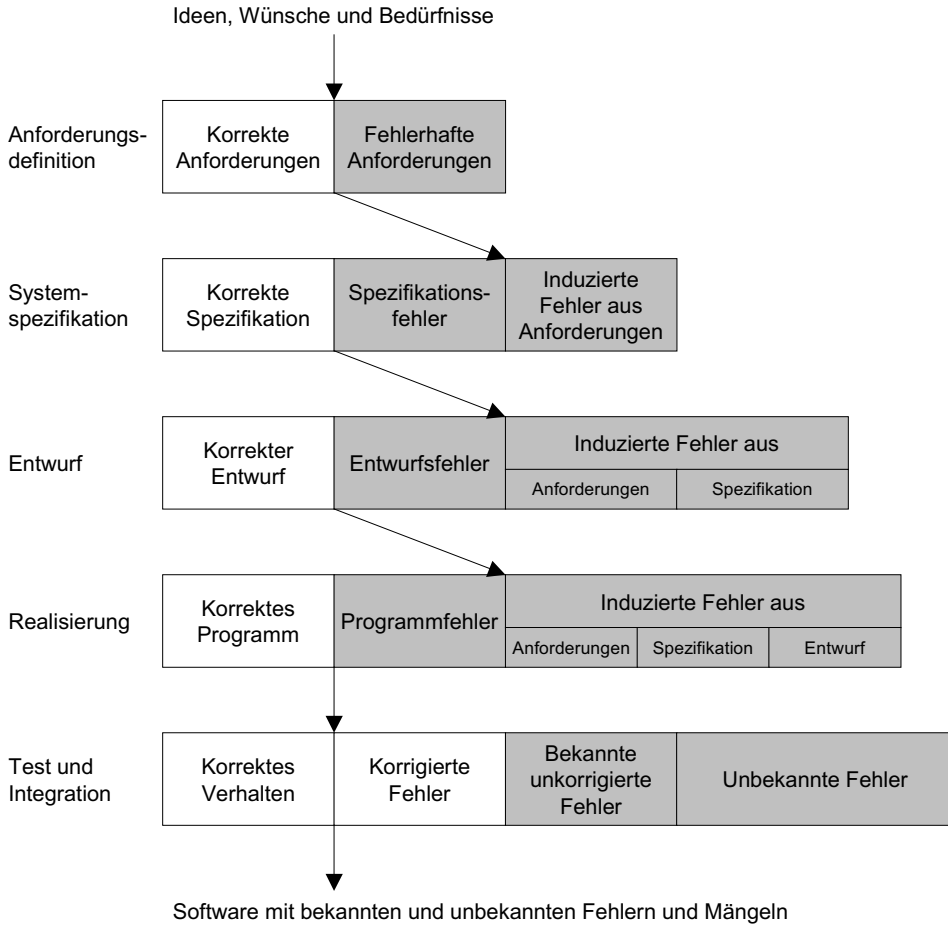 Ideen, Wünsche und Bedürfnisse
Anforderungs-
definition
Korrekte
Anforderungen
Fehlerhafte
Anforderungen
System-
spezifikation
Korrekte
Spezifikation
Spezifikations-
fehler
Induzierte
Fehler aus
Anforderungen
Entwurf
Korrekter
Entwurf
Entwurfsfehler
Induzierte Fehler aus
Anforderungen
Spezifikation
Realisierung
Korrektes
Programm
Programmfehler
Induzierte Fehler aus
Anforderungen
Spezifikation
Entwurf
Test und
Integration
Korrektes
Verhalten
Korrigierte
Fehler
Bekannte
unkorrigierte
Fehler
Unbekannte Fehler
Software mit bekannten und unbekannten Fehlern und Mängeln